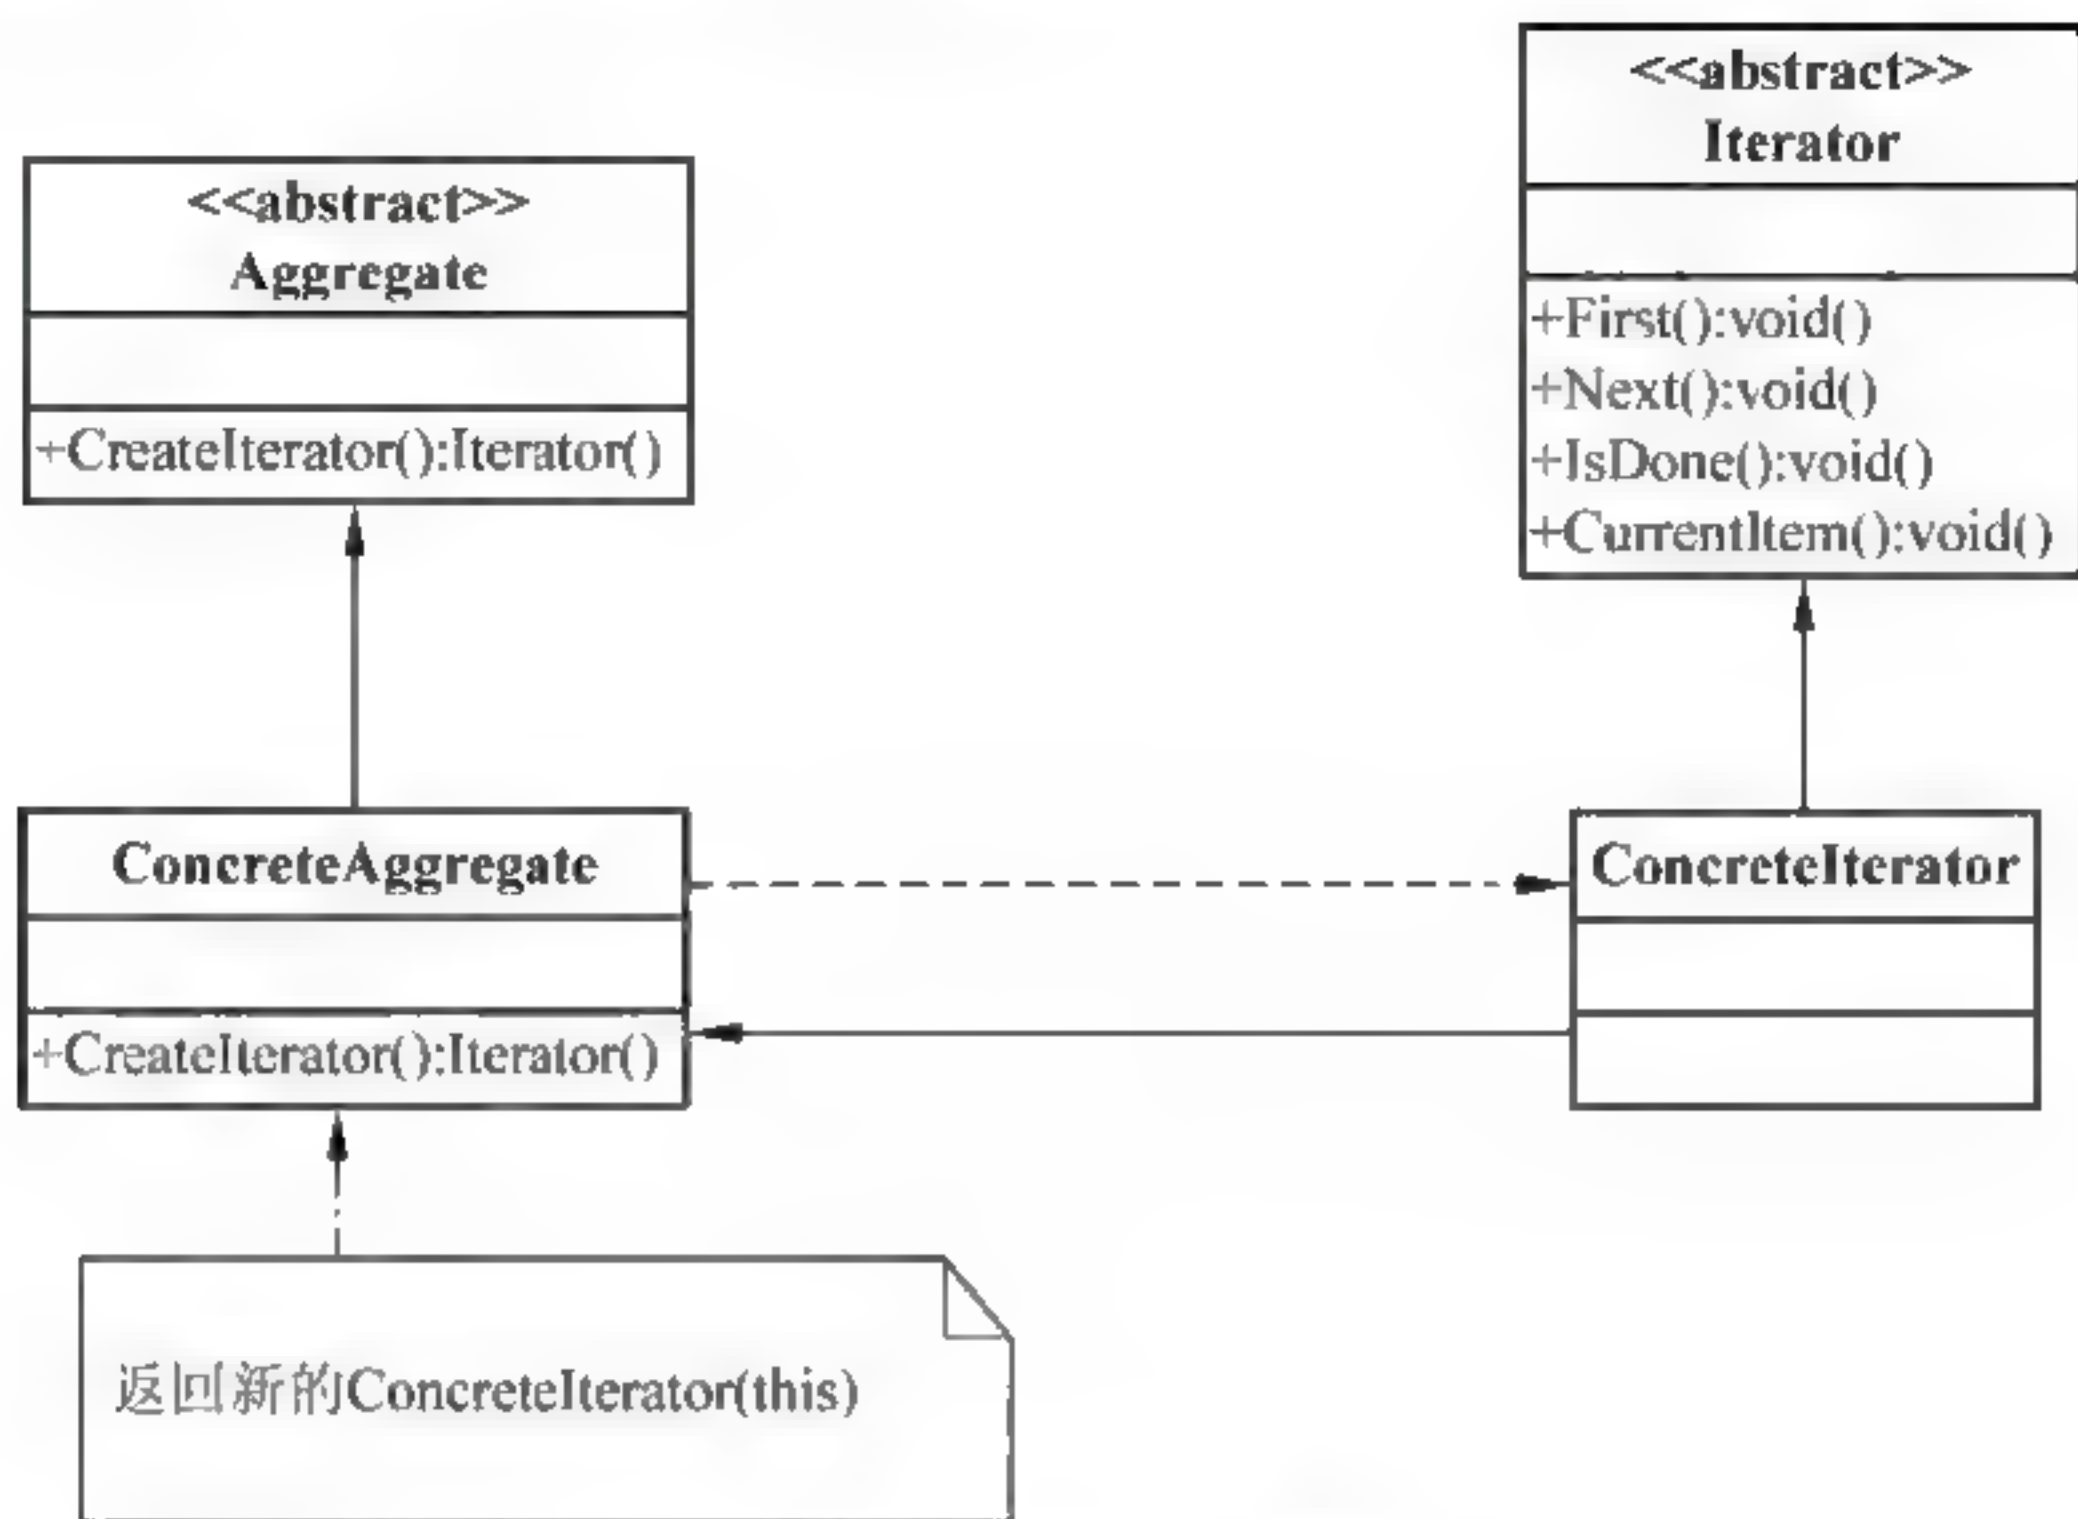 <<abstract>>
Aggregate
+CreateIterator():Iterator()
<<abstract>>
Iterator
+First():void()
+Next():void()
+IsDone():void()
+CurrentItem():void()
ConcreteAggregate
+CreateIterator():Iterator()
ConcreteIterator
返回新的ConcreteIterator(this)